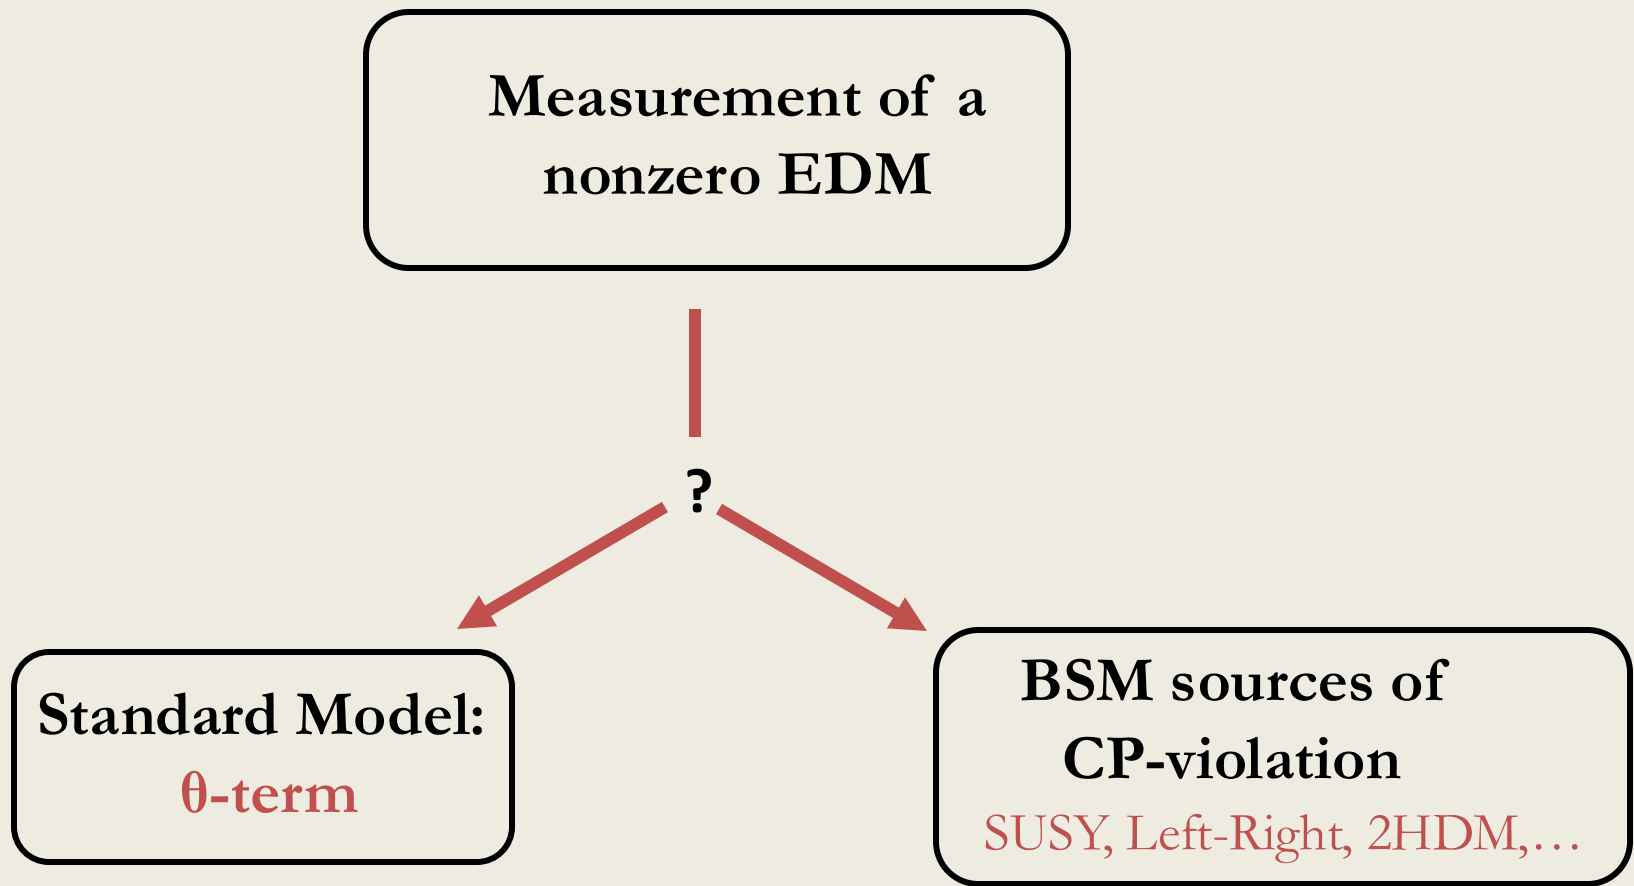 Measurement of a
nonzero EDM
?
Standard Model:
θ-term
BSM sources of
CP-violation
SUSY, Left-Right, 2HDM,…